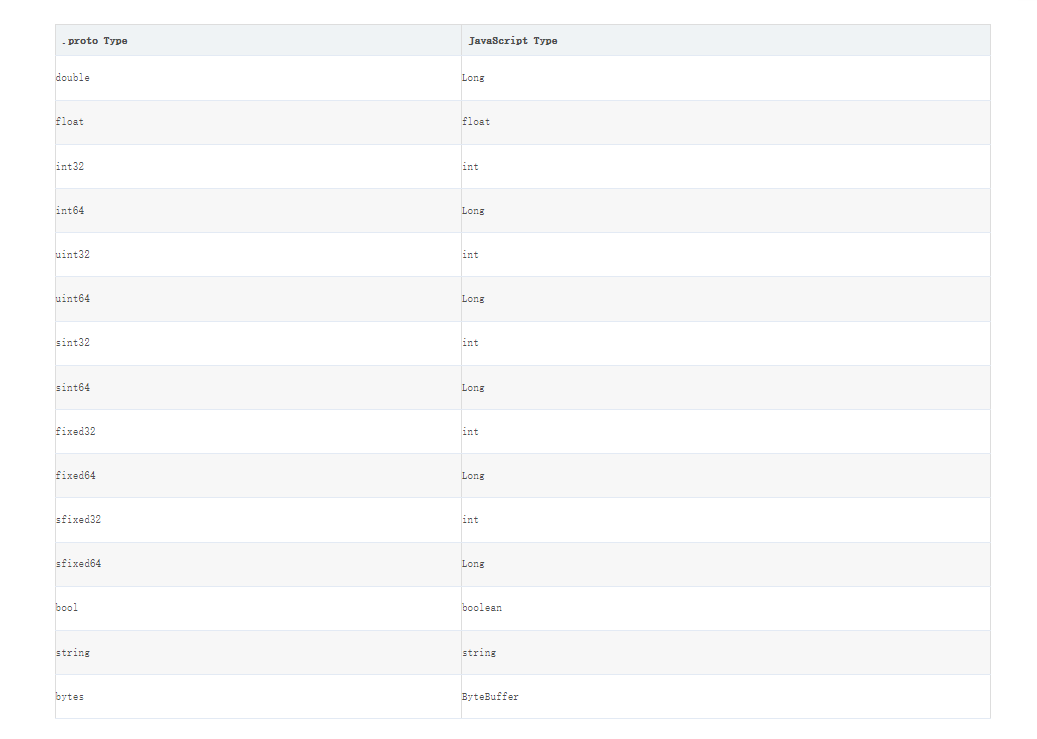 .proto Type JavaScript Type
double Long
float float
int32 int
int64 Long
uint32 int
uint64 Long
sint32 int
sint64 Long
fixed32 int
fixed64 Long
sfixed32 int
sfixed64 Long
bool boolean
string string
bytes ByteBuffer